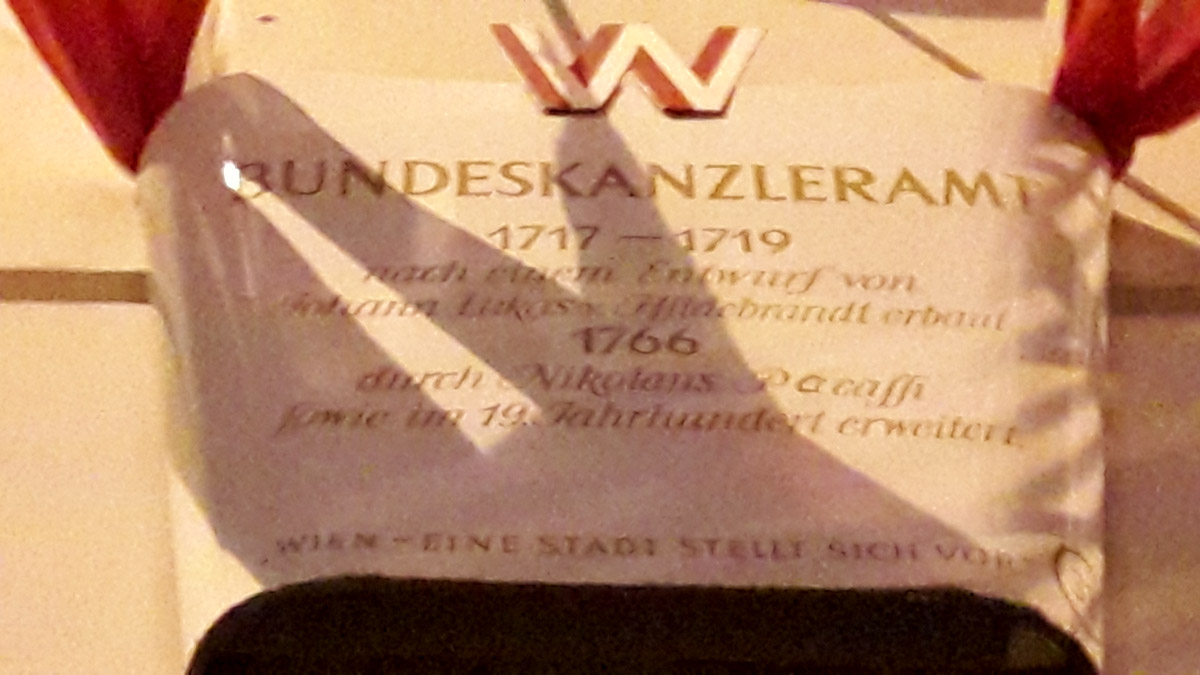 W
BUNDESKANZLERAMT
1717 – 1719
nach einem Entwurf von
Johann Lukas v. Hildebrandt erbaut
1766
durch Nikolaus Pacassi
sowie im 19. Jahrhundert erweitert.
„WIEN – EINE STADT STELLT SICH VOR“